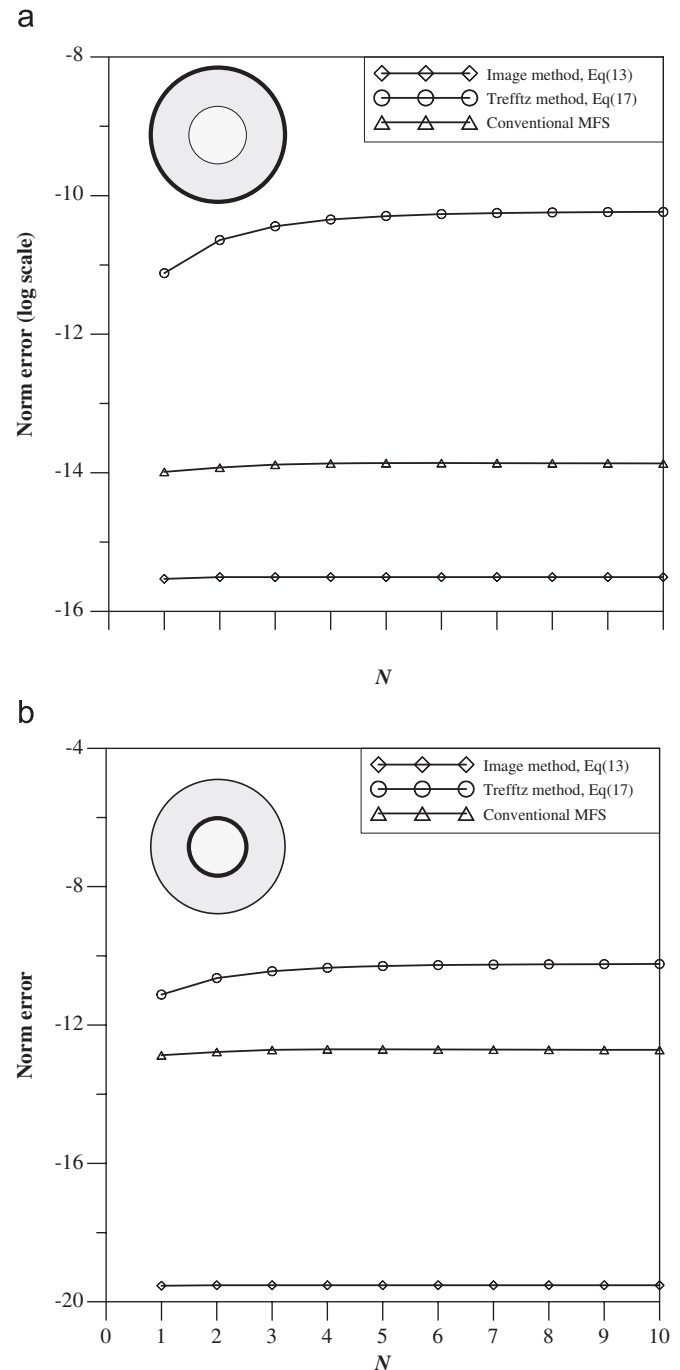 a
-8
Image method, Eq(13)
Trefftz method, Eq(17)
Conventional MFS
-10
-12
-14
-16
Norm error (log scale)
N
b
-4
Image method, Eq(13)
Trefftz method, Eq(17)
Conventional MFS
-8
-12
-16
-20
Norm error
0 1 2 3 4 5 6 7 8 9 10
N